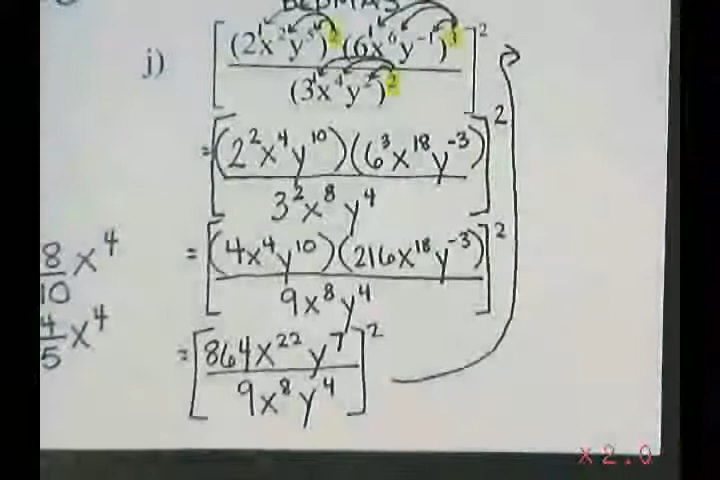 BEDMAS
j) [(2x²y⁵)²(6x⁶y⁻¹)³ / (3x⁴y²)²]²
= [(2²x⁴y¹⁰)(6³x¹⁸y⁻³) / 3²x⁸y⁴]²
= [(4x⁴y¹⁰)(216x¹⁸y⁻³) / 9x⁸y⁴]²
= [864x²²y⁷ / 9x⁸y⁴]²
8/10 x⁴
4/5 x⁴
x2.0